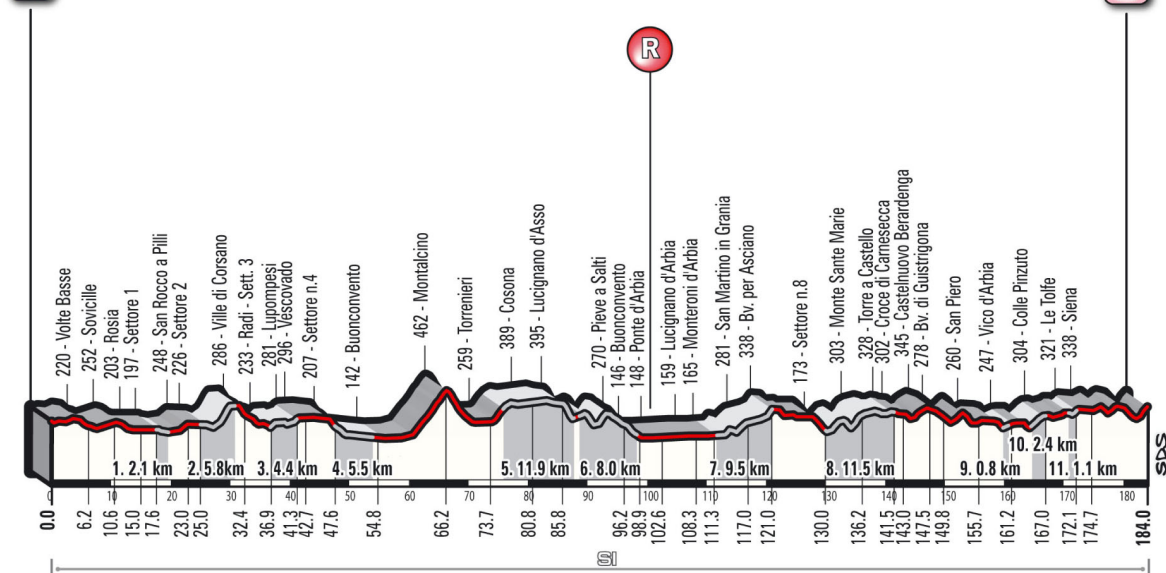 R
220 - Volte Basse
252 - Sovicille
203 - Rosia
197 - Settore 1
248 - San Rocco a Pilli
226 - Settore 2
286 - Ville di Corsano
233 - Radi - Sett. 3
281 - Lupompesi
296 - Vescovado
207 - Settore n.4
142 - Buonconvento
462 - Montalcino
259 - Torrenieri
389 - Cosona
395 - Lucignano d'Asso
270 - Pieve a Salti
146 - Buonconvento
148 - Ponte d'Arbia
159 - Lucignano d'Arbia
165 - Monteroni d'Arbia
281 - San Martino in Grania
338 - Bv. per Asciano
173 - Settore n.8
303 - Monte Sante Marie
328 - Torre a Castello
302 - Croce di Carnesecca
345 - Castelnuovo Berardenga
278 - Bv. di Guistrigona
260 - San Piero
247 - Vico d'Arbia
304 - Colle Pinzuto
321 - Le Tolfe
338 - Siena
10. 2.4 km
1. 2.1 km
2. 5.8km
3. 4.4 km
4. 5.5 km
5. 11.9 km
6. 8.0 km
7. 9.5 km
8. 11.5 km
9. 0.8 km
11. 1.1 km
SDS
0 10 20 30 40 50 60 70 80 90 100 110 120 130 140 150 160 170 180
0.0
6.2
10.6
15.0
17.6
23.0
25.0
32.4
36.9
41.3
42.7
47.6
54.8
66.2
73.7
80.8
85.8
96.2
98.9
102.6
108.3
111.3
117.0
121.0
130.0
136.2
141.5
143.0
147.5
149.8
155.7
161.2
167.0
172.1
174.7
184.0
SI